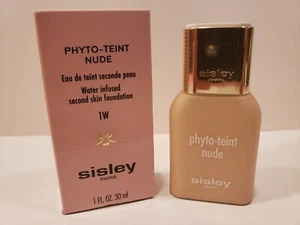 PHYTO-TEINT
NUDE
Eau de teint seconde peau
Water infused
second skin foundation
1W
sisley
PARIS
1 FL. OZ. 30 ml
sisley
phyto-teint
nude
sisley
PARIS